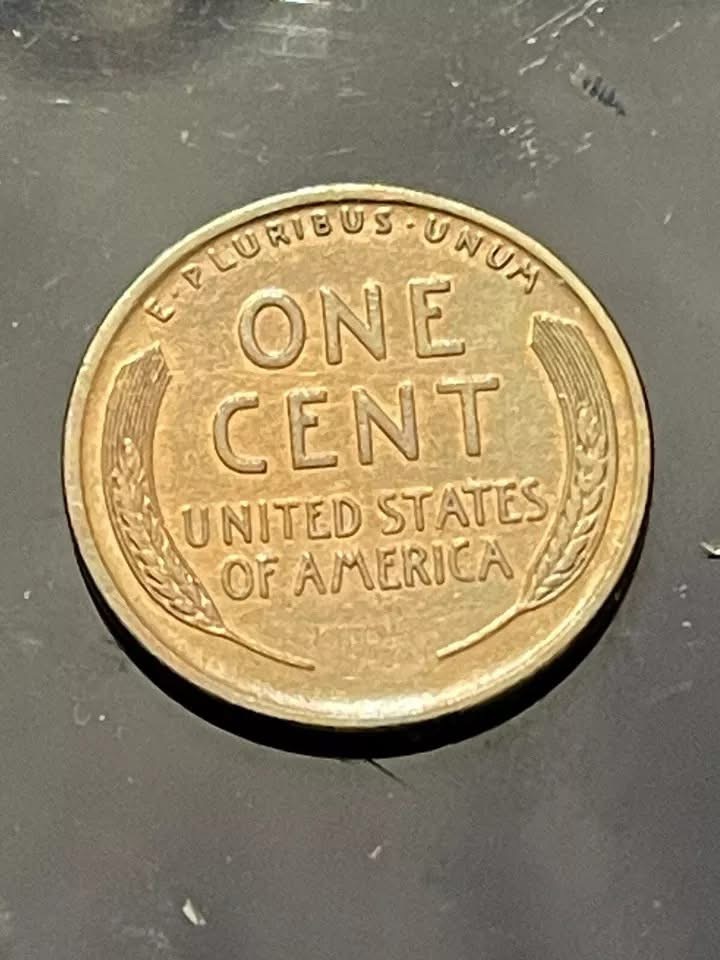 E·PLURIBUS·UNUM
ONE
CENT
UNITED STATES
OF AMERICA